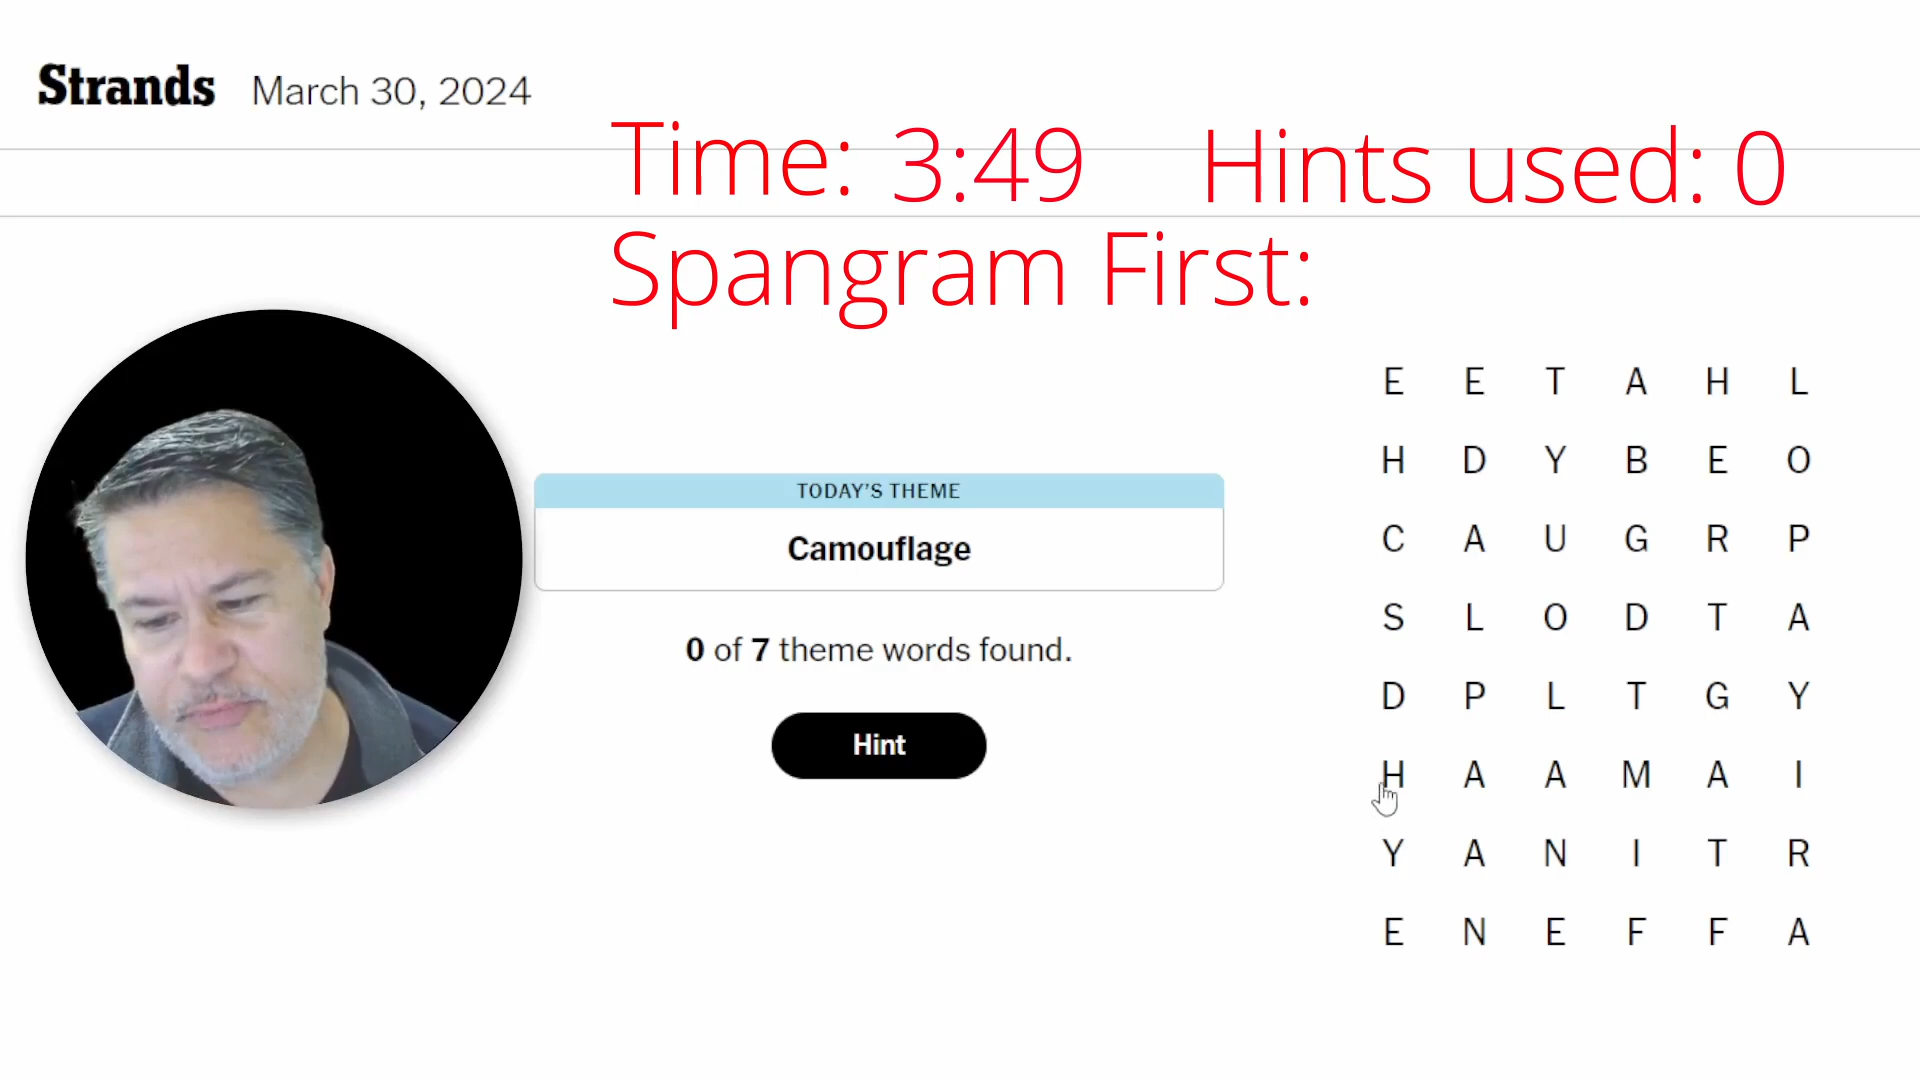 Strands March 30, 2024
Time: 3:49 Hints used: 0
Spangram First:
TODAY'S THEME
Camouflage
0 of 7 theme words found.
Hint
E E T A H L
H D Y B E O
C A U G R P
S L O D T A
D P L T G Y
H A A M A I
Y A N I T R
E N E F F A